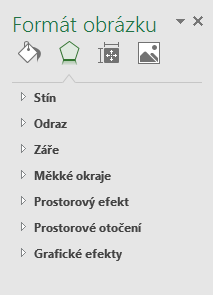 Formát obrázku
Stín
Odraz
Záře
Měkké okraje
Prostorový efekt
Prostorové otočení
Grafické efekty